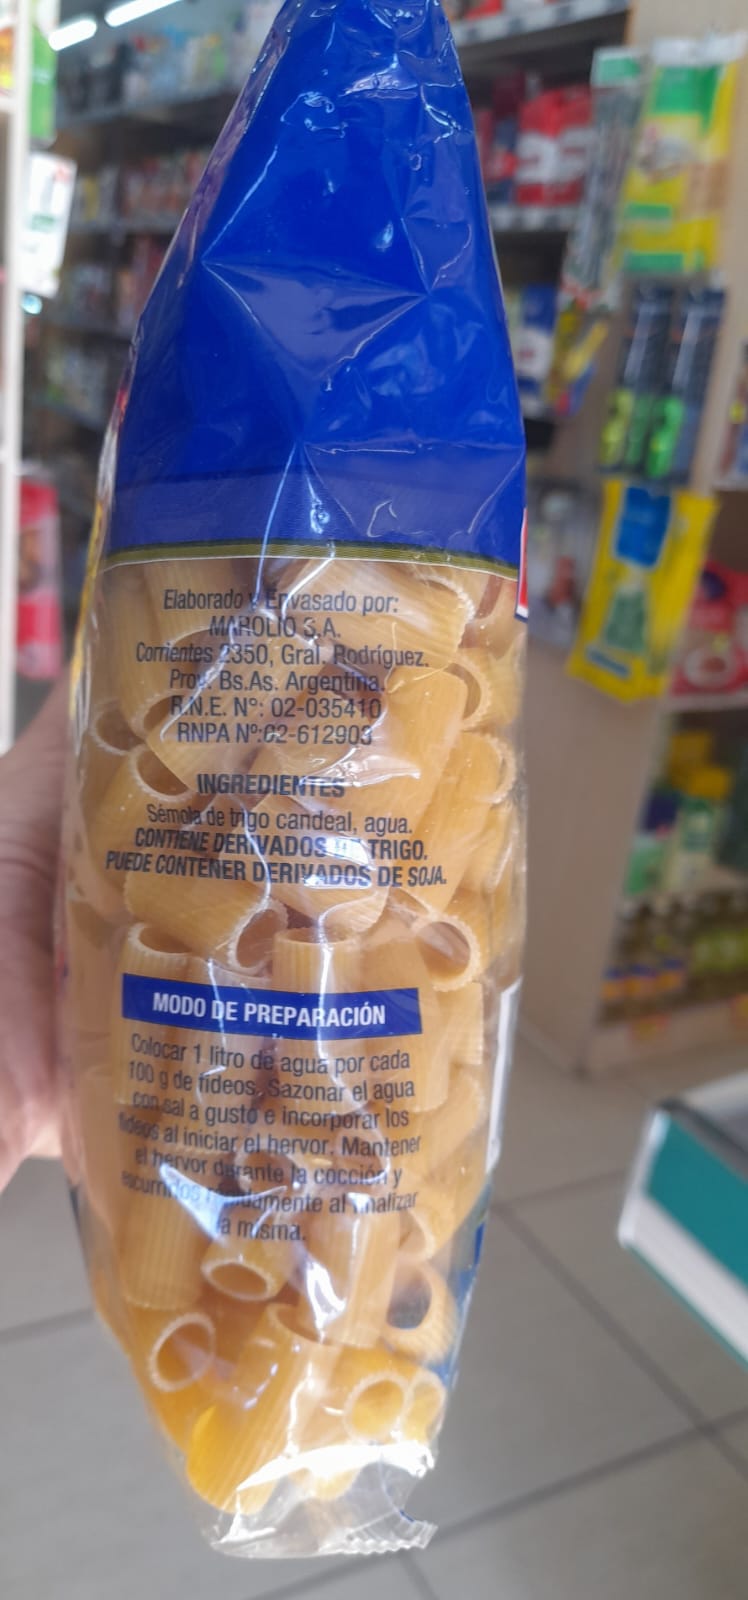 Elaborado y Envasado por:
MAROLIO S.A.
Corrientes 2350, Gral. Rodríguez.
Prov. Bs.As. Argentina.
R.N.E. N°: 02-035410
RNPA N°:02-612903
INGREDIENTES
Sémola de trigo candeal, agua.
CONTIENE DERIVADOS DE TRIGO.
PUEDE CONTENER DERIVADOS DE SOJA.
MODO DE PREPARACIÓN
Colocar 1 litro de agua por cada
100 g de fideos. Sazonar el agua
con sal a gusto e incorporar los
fideos al iniciar el hervor. Mantener
el hervor durante la cocción y
escurrirlos rápidamente al finalizar
la misma.